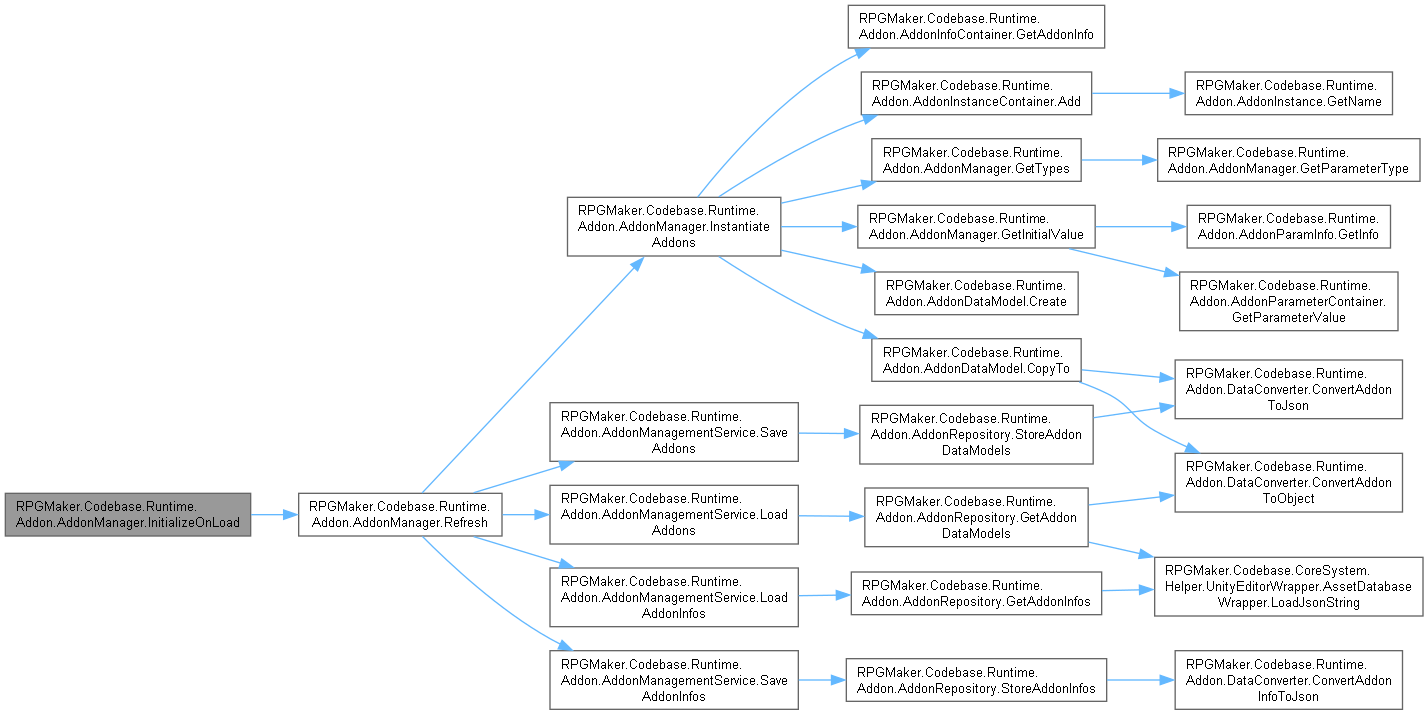 RPGMaker.Codebase.Runtime.
Addon.AddonManager.InitializeOnLoad
RPGMaker.Codebase.Runtime.
Addon.AddonManager.Refresh
RPGMaker.Codebase.Runtime.
Addon.AddonManager.Instantiate
Addons
RPGMaker.Codebase.Runtime.
Addon.AddonInfoContainer.GetAddonInfo
RPGMaker.Codebase.Runtime.
Addon.AddonInstanceContainer.Add
RPGMaker.Codebase.Runtime.
Addon.AddonInstance.GetName
RPGMaker.Codebase.Runtime.
Addon.AddonManager.GetTypes
RPGMaker.Codebase.Runtime.
Addon.AddonManager.GetParameterType
RPGMaker.Codebase.Runtime.
Addon.AddonManager.GetInitialValue
RPGMaker.Codebase.Runtime.
Addon.AddonParamInfo.GetInfo
RPGMaker.Codebase.Runtime.
Addon.AddonParameterContainer.
GetParameterValue
RPGMaker.Codebase.Runtime.
Addon.AddonDataModel.Create
RPGMaker.Codebase.Runtime.
Addon.AddonDataModel.CopyTo
RPGMaker.Codebase.Runtime.
Addon.DataConverter.ConvertAddon
ToJson
RPGMaker.Codebase.Runtime.
Addon.AddonManagementService.Save
Addons
RPGMaker.Codebase.Runtime.
Addon.AddonRepository.StoreAddon
DataModels
RPGMaker.Codebase.Runtime.
Addon.DataConverter.ConvertAddon
ToObject
RPGMaker.Codebase.Runtime.
Addon.AddonManagementService.Load
Addons
RPGMaker.Codebase.Runtime.
Addon.AddonRepository.GetAddon
DataModels
RPGMaker.Codebase.CoreSystem.
Helper.UnityEditorWrapper.AssetDatabase
Wrapper.LoadJsonString
RPGMaker.Codebase.Runtime.
Addon.AddonManagementService.Load
AddonInfos
RPGMaker.Codebase.Runtime.
Addon.AddonRepository.GetAddonInfos
RPGMaker.Codebase.Runtime.
Addon.AddonManagementService.Save
AddonInfos
RPGMaker.Codebase.Runtime.
Addon.AddonRepository.StoreAddonInfos
RPGMaker.Codebase.Runtime.
Addon.DataConverter.ConvertAddon
InfoToJson